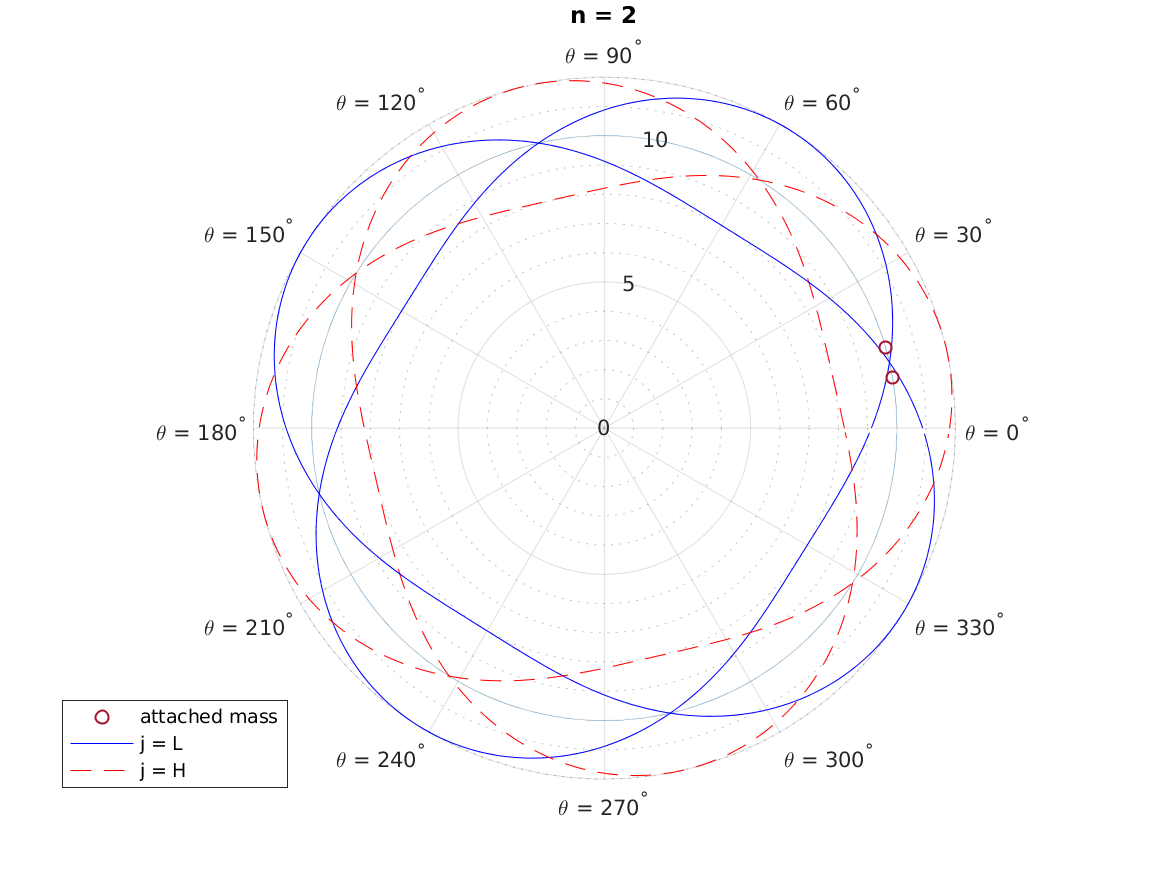 n = 2
θ = 90°
θ = 120°
θ = 60°
10
θ = 150°
θ = 30°
5
θ = 180°
0
θ = 0°
θ = 210°
θ = 330°
attached mass
j = L
j = H
θ = 240°
θ = 300°
θ = 270°